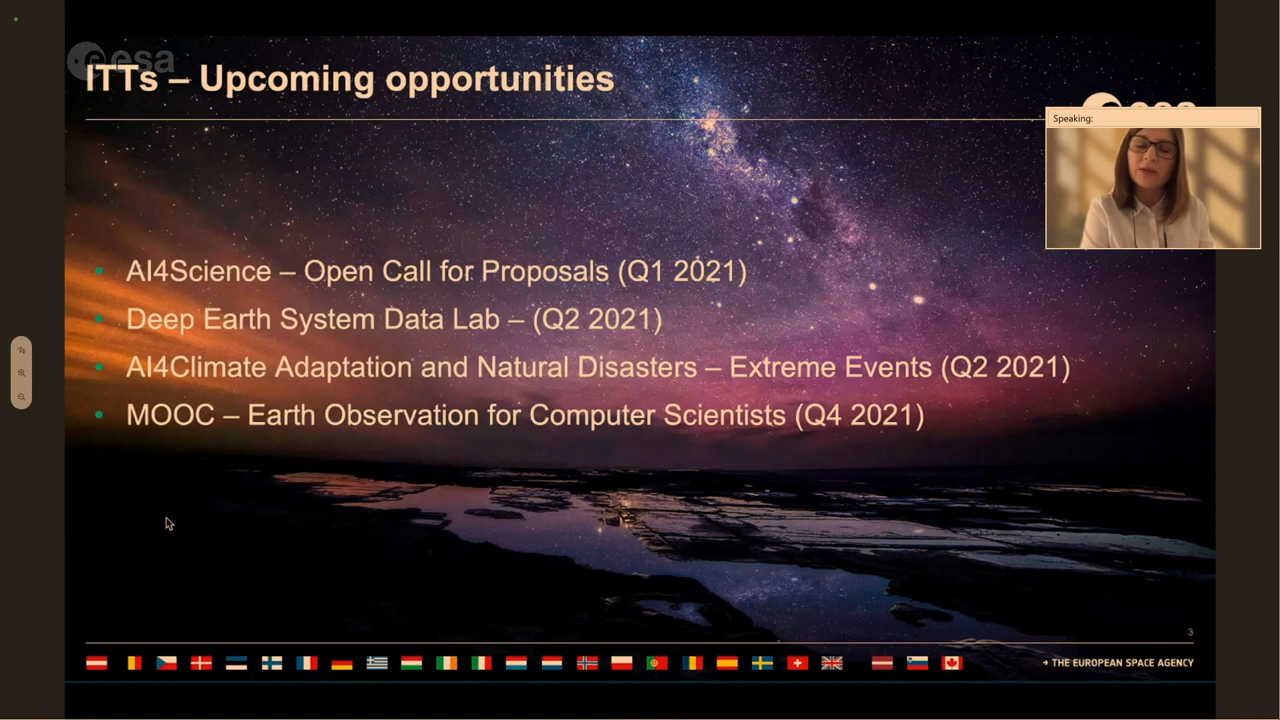 esa
ITTs – Upcoming opportunities
esa
Speaking:
AI4Science – Open Call for Proposals (Q1 2021)
Deep Earth System Data Lab – (Q2 2021)
AI4Climate Adaptation and Natural Disasters – Extreme Events (Q2 2021)
MOOC – Earth Observation for Computer Scientists (Q4 2021)
3
→ THE EUROPEAN SPACE AGENCY